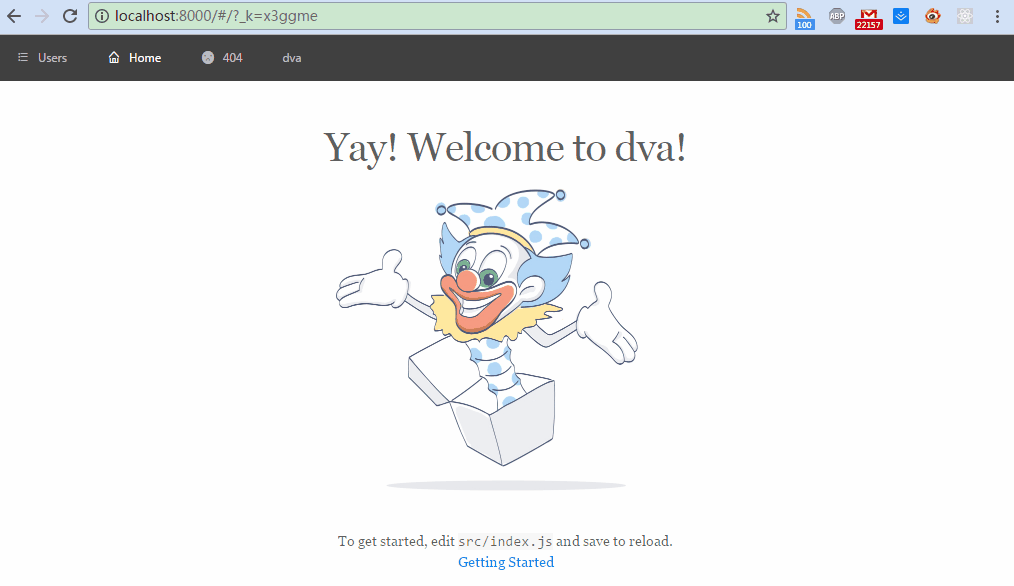 localhost:8000/#/?_k=x3ggme
100
ABP
22157
Users
Home
404
dva
Yay! Welcome to dva!
To get started, edit src/index.js and save to reload.
Getting Started